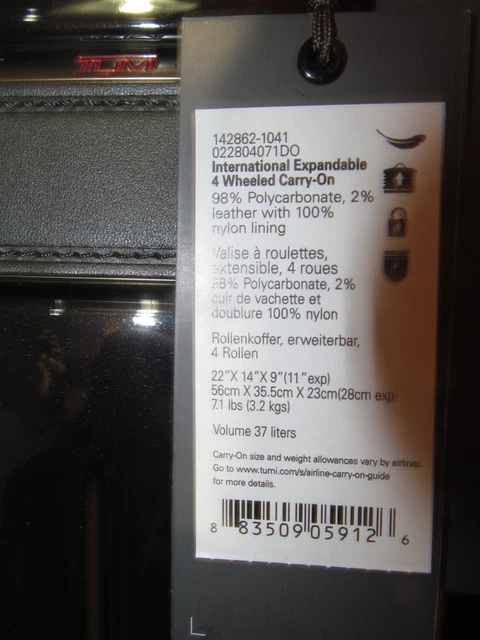 TUMI
142862-1041
022804071DO
International Expandable
4 Wheeled Carry-On
98% Polycarbonate, 2%
leather with 100%
nylon lining
Valise à roulettes,
extensible, 4 roues
98% Polycarbonate, 2%
cuir de vachette et
doublure 100% nylon
Rollenkoffer, erweiterbar,
4 Rollen
22"X 14"X 9"(11"exp)
56cm X 35.5cm X 23cm(28cm exp)
7.1 lbs (3.2 kgs)
Volume 37 liters
Carry-On size and weight allowances vary by airlines.
Go to www.tumi.com/s/airline-carry-on-guide
for more details.
8 83509 05912 6